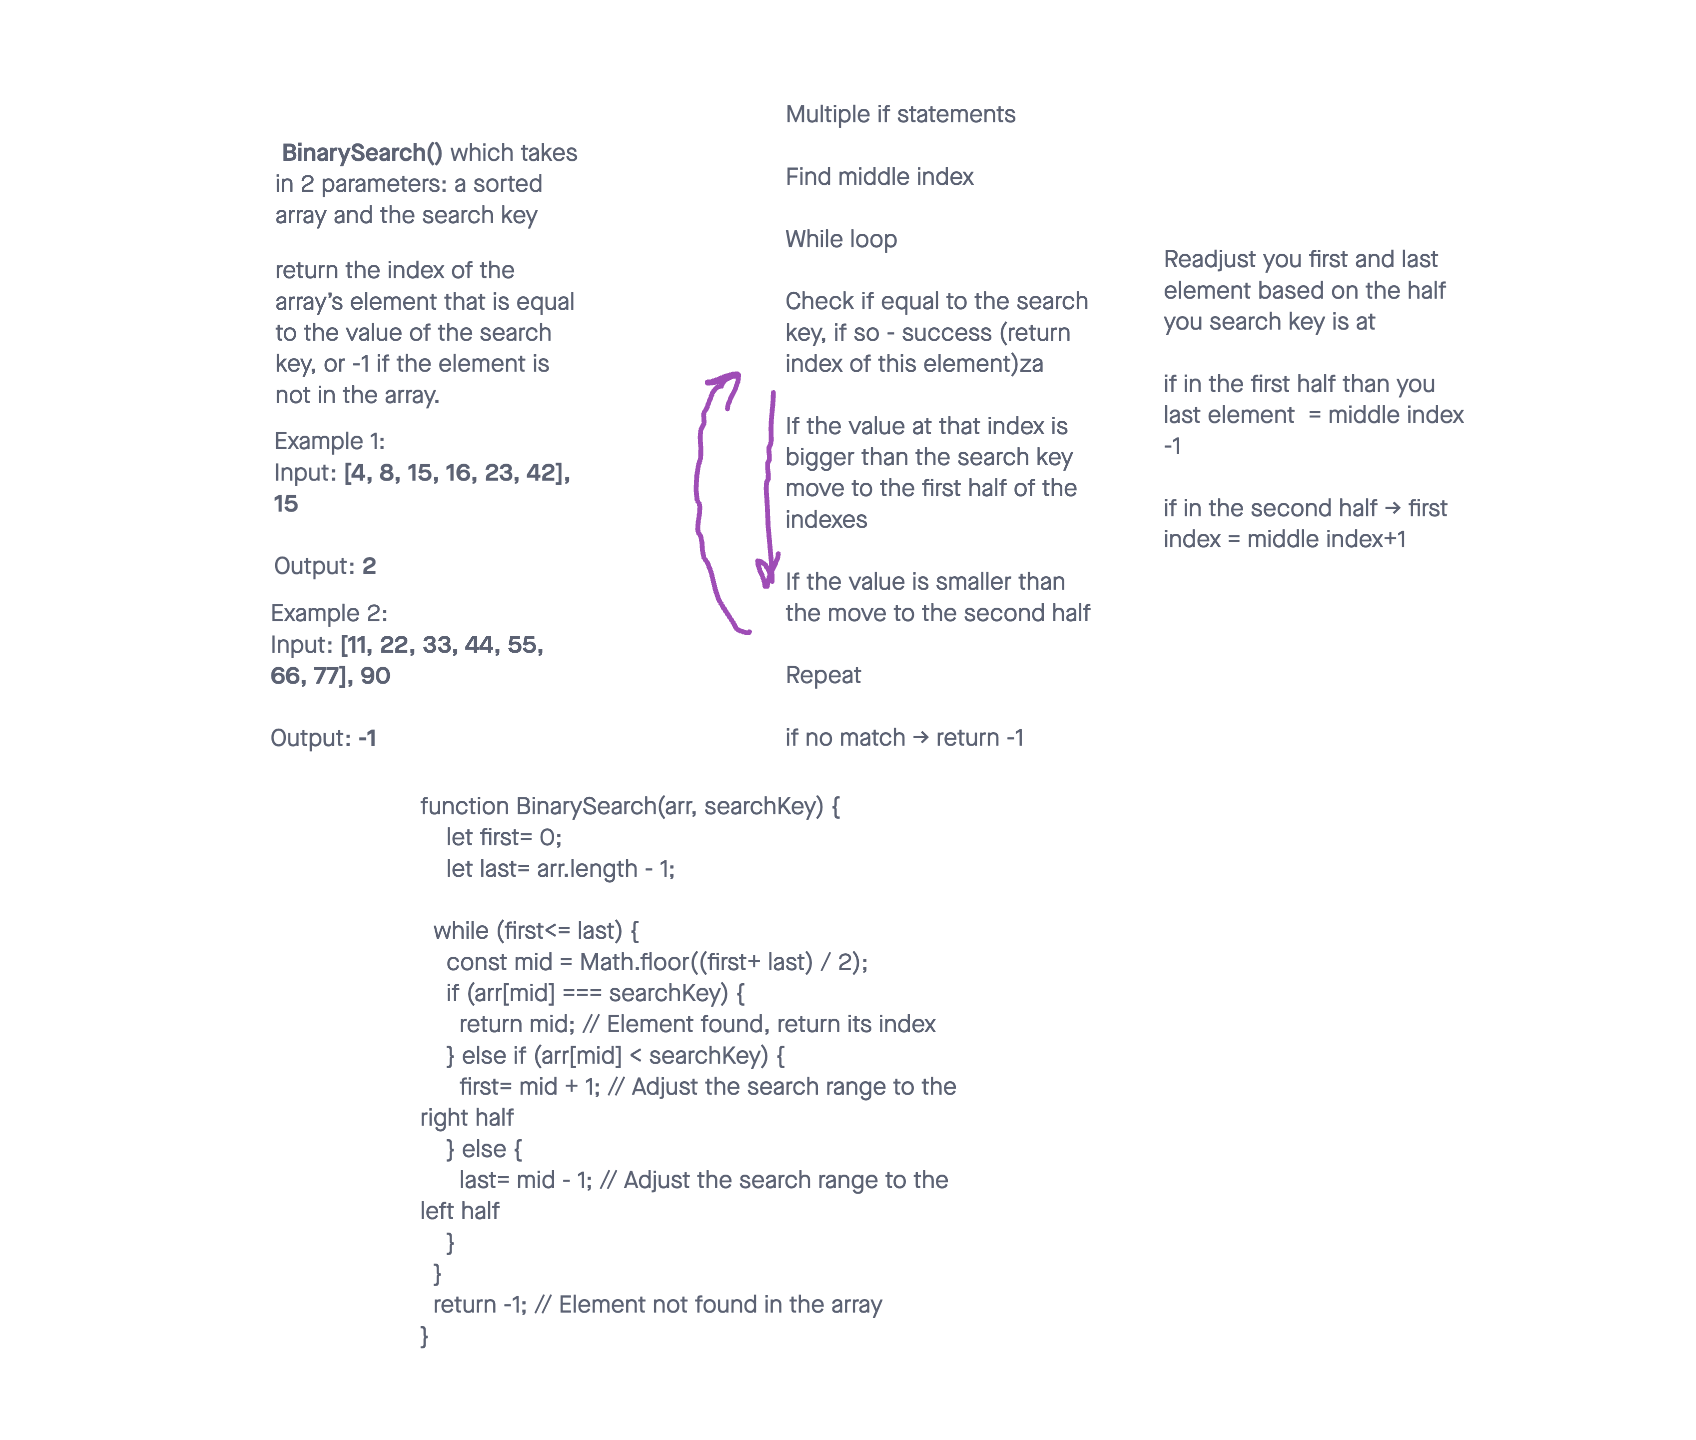 BinarySearch() which takes
in 2 parameters: a sorted
array and the search key
return the index of the
array’s element that is equal
to the value of the search
key, or -1 if the element is
not in the array.
Example 1:
Input: [4, 8, 15, 16, 23, 42],
15
Output: 2
Example 2:
Input: [11, 22, 33, 44, 55,
66, 77], 90
Output: -1
Multiple if statements
Find middle index
While loop
Check if equal to the search
key, if so - success (return
index of this element)za
If the value at that index is
bigger than the search key
move to the first half of the
indexes
If the value is smaller than
the move to the second half
Repeat
if no match → return -1
Readjust you first and last
element based on the half
you search key is at
if in the first half than you
last element  = middle index
-1
if in the second half → first
index = middle index+1
function BinarySearch(arr, searchKey) {
    let first= 0;
    let last= arr.length - 1;
  while (first<= last) {
    const mid = Math.floor((first+ last) / 2);
    if (arr[mid] === searchKey) {
      return mid; // Element found, return its index
    } else if (arr[mid] < searchKey) {
      first= mid + 1; // Adjust the search range to the
right half
    } else {
      last= mid - 1; // Adjust the search range to the
left half
    }
  }
  return -1; // Element not found in the array
}